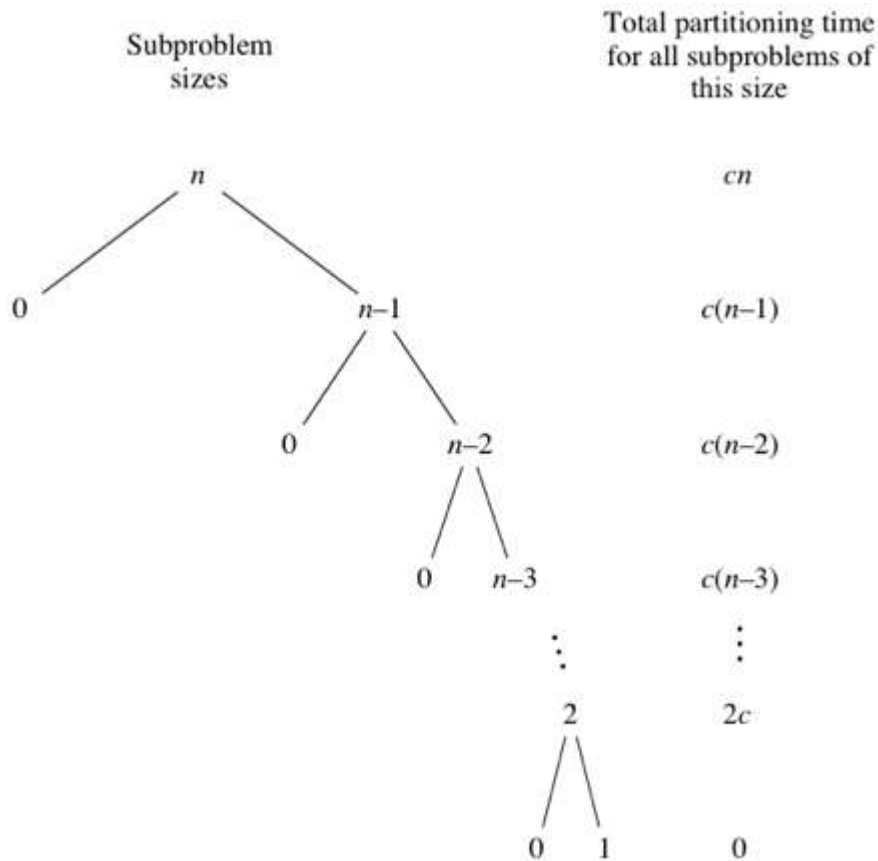 Subproblem
sizes
Total partitioning time
for all subproblems of
this size
n
cn
0
n–1
c(n–1)
0
n–2
c(n–2)
0
n–3
c(n–3)
⋱
⋮
2
2c
0
1
0